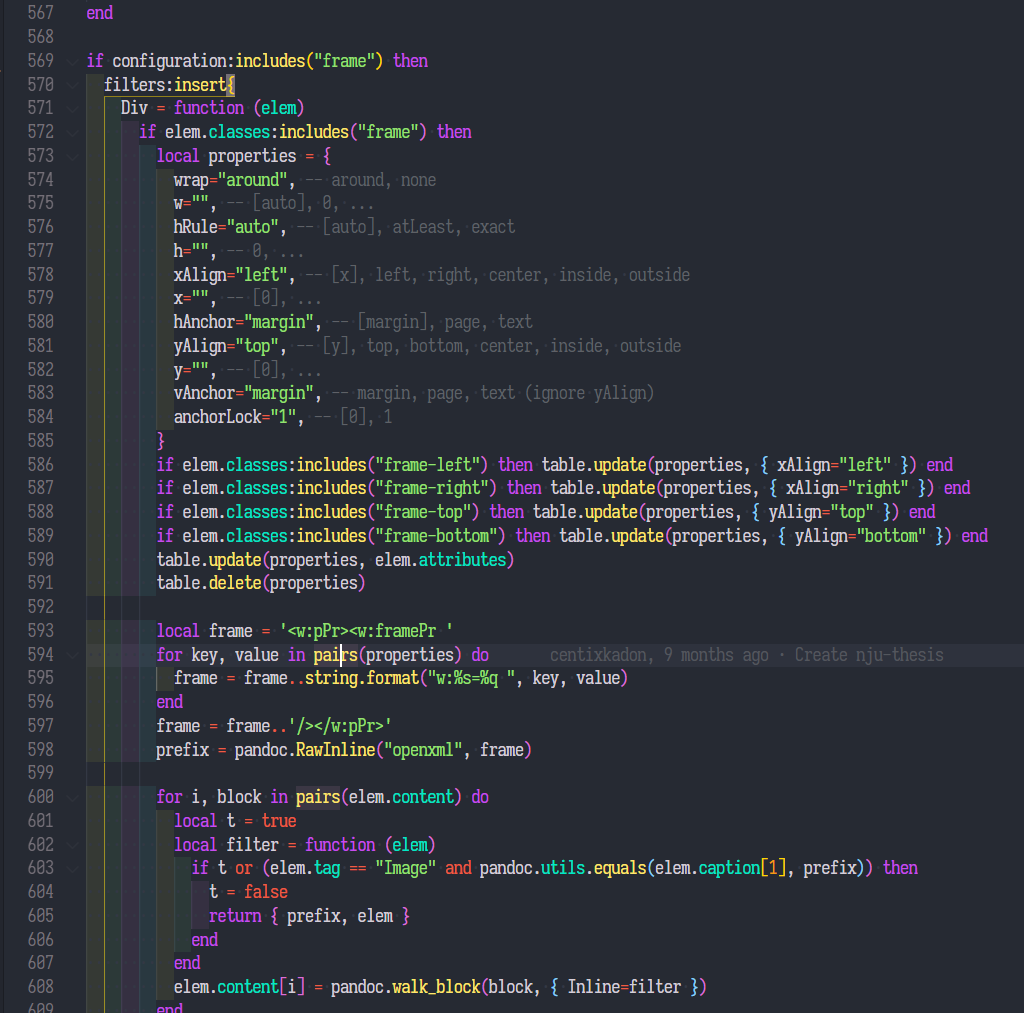 567 end
568
569 if configuration:includes("frame") then
570 filters:insert{
571 Div = function (elem)
572 if elem.classes:includes("frame") then
573 local properties = {
574 wrap="around", -- around, none
575 w="", -- [auto], 0, ...
576 hRule="auto", -- [auto], atLeast, exact
577 h="", -- 0, ...
578 xAlign="left", -- [x], left, right, center, inside, outside
579 x="", -- [0], ...
580 hAnchor="margin", -- [margin], page, text
581 yAlign="top", -- [y], top, bottom, center, inside, outside
582 y="", -- [0], ...
583 vAnchor="margin", -- margin, page, text (ignore yAlign)
584 anchorLock="1", -- [0], 1
585 }
586 if elem.classes:includes("frame-left") then table.update(properties, { xAlign="left" }) end
587 if elem.classes:includes("frame-right") then table.update(properties, { xAlign="right" }) end
588 if elem.classes:includes("frame-top") then table.update(properties, { yAlign="top" }) end
589 if elem.classes:includes("frame-bottom") then table.update(properties, { yAlign="bottom" }) end
590 table.update(properties, elem.attributes)
591 table.delete(properties)
592
593 local frame = '<w:pPr><w:framePr '
594 for key, value in pairs(properties) do centixkadon, 9 months ago · Create nju-thesis
595 frame = frame..string.format("w:%s=%q ", key, value)
596 end
597 frame = frame..'/></w:pPr>'
598 prefix = pandoc.RawInline("openxml", frame)
599
600 for i, block in pairs(elem.content) do
601 local t = true
602 local filter = function (elem)
603 if t or (elem.tag == "Image" and pandoc.utils.equals(elem.caption[1], prefix)) then
604 t = false
605 return { prefix, elem }
606 end
607 end
608 elem.content[i] = pandoc.walk_block(block, { Inline=filter })
609 end